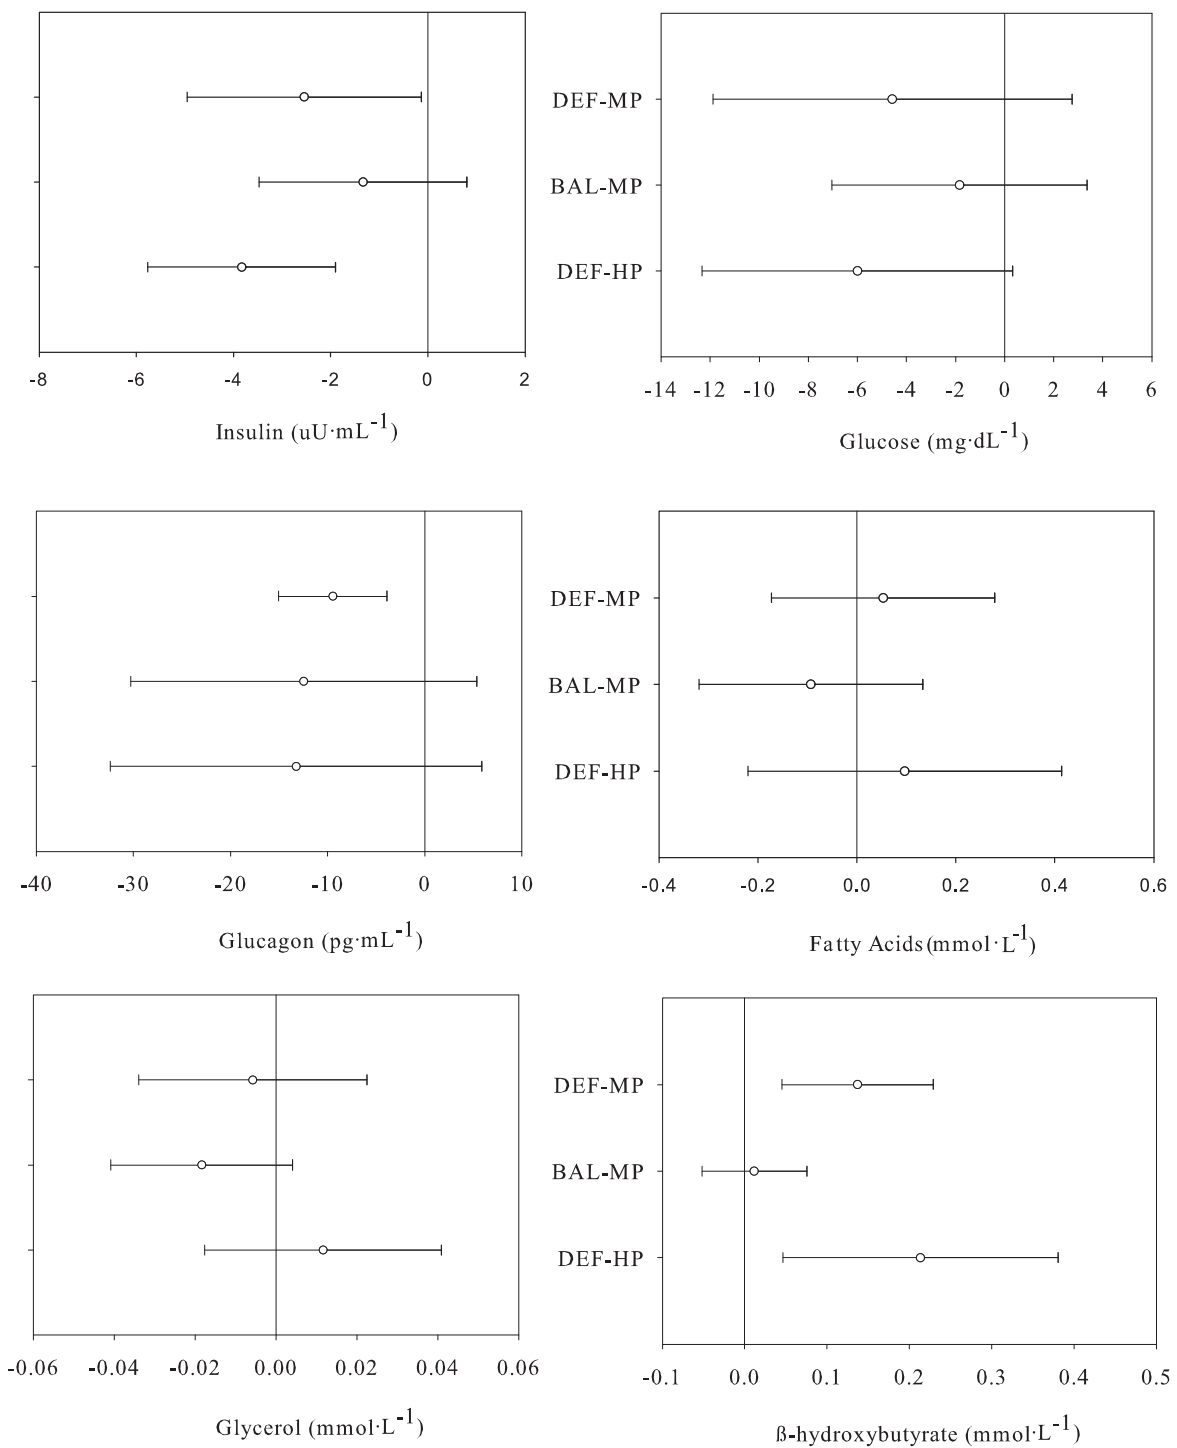 -8 -6 -4 -2 0 2
Insulin (uU·mL-1)
DEF-MP
BAL-MP
DEF-HP
-14 -12 -10 -8 -6 -4 -2 0 2 4 6
Glucose (mg·dL-1)
-40 -30 -20 -10 0 10
Glucagon (pg·mL-1)
DEF-MP
BAL-MP
DEF-HP
-0.4 -0.2 0.0 0.2 0.4 0.6
Fatty Acids (mmol·L-1)
-0.06 -0.04 -0.02 0.00 0.02 0.04 0.06
Glycerol (mmol·L-1)
DEF-MP
BAL-MP
DEF-HP
-0.1 0.0 0.1 0.2 0.3 0.4 0.5
ß-hydroxybutyrate (mmol·L-1)